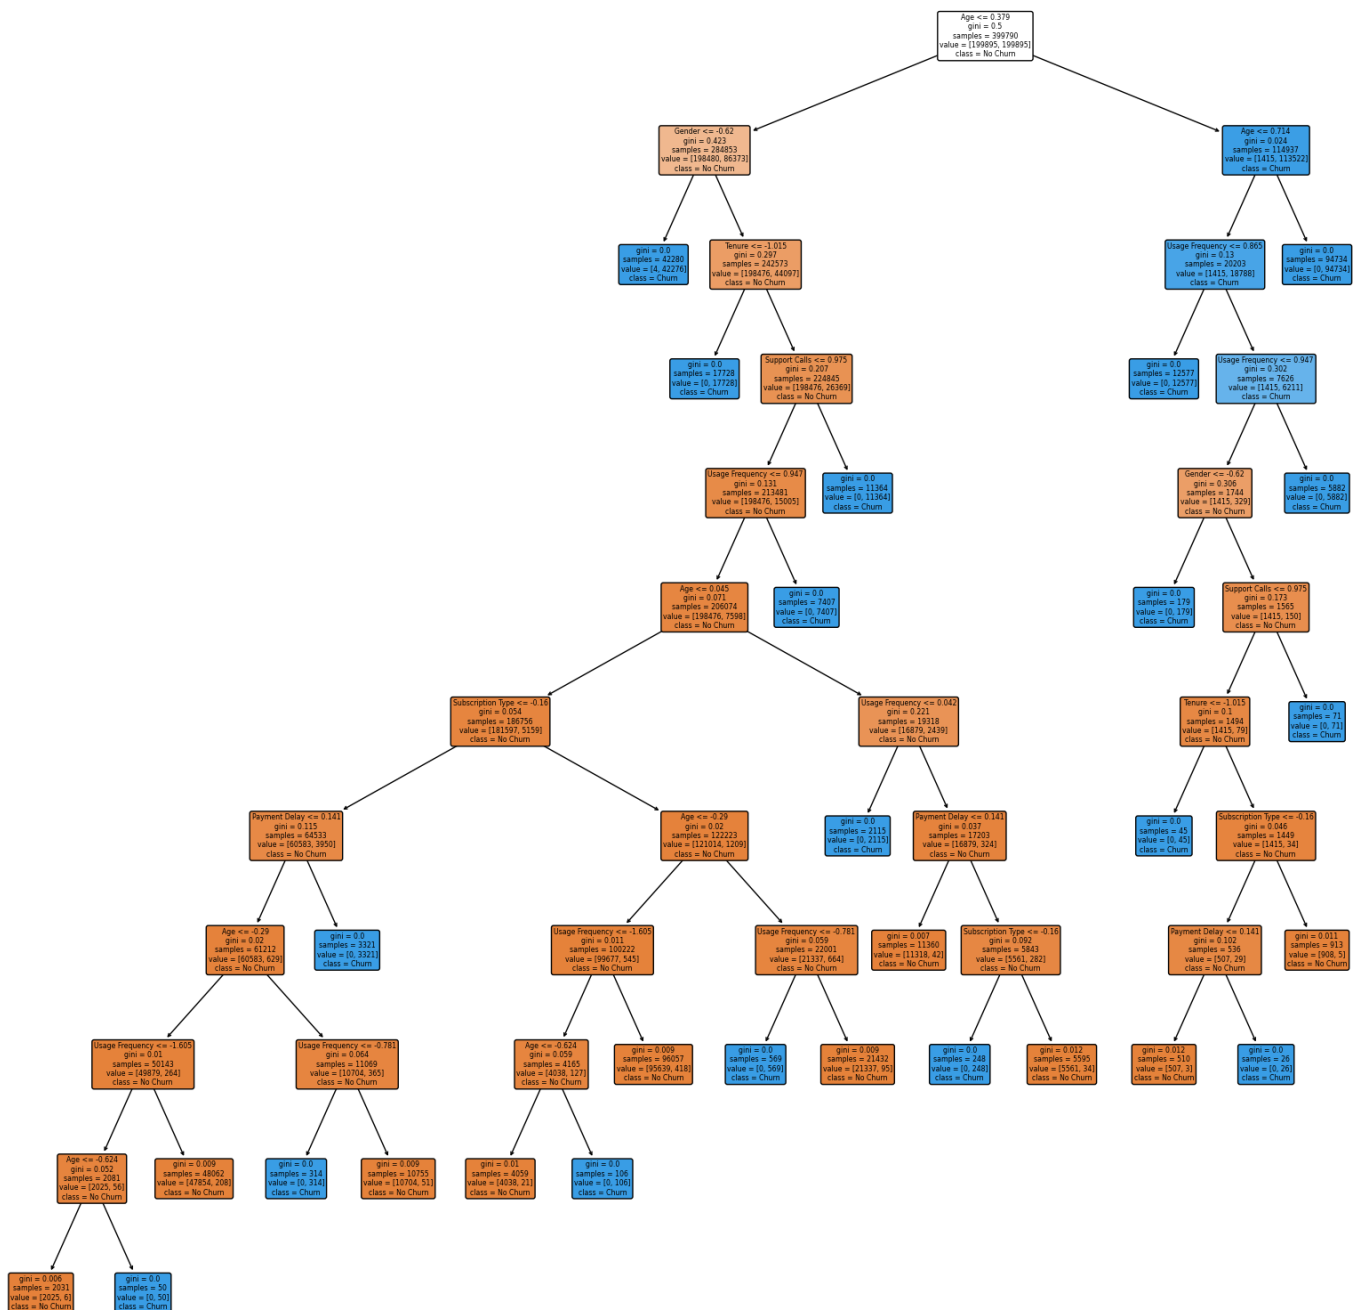 Age <= 0.379
gini = 0.5
samples = 399790
value = [199895, 199895]
class = No Churn
Gender <= -0.62
gini = 0.423
samples = 284853
value = [198480, 86373]
class = No Churn
Age <= 0.714
gini = 0.024
samples = 114937
value = [1415, 113522]
class = Churn
gini = 0.0
samples = 42280
value = [4, 42276]
class = Churn
Tenure <= -1.015
gini = 0.297
samples = 242573
value = [198476, 44097]
class = No Churn
Usage Frequency <= 0.865
gini = 0.13
samples = 20203
value = [1415, 18788]
class = Churn
gini = 0.0
samples = 94734
value = [0, 94734]
class = Churn
gini = 0.0
samples = 17728
value = [0, 17728]
class = Churn
Support Calls <= 0.975
gini = 0.207
samples = 224845
value = [198476, 26369]
class = No Churn
gini = 0.0
samples = 12577
value = [0, 12577]
class = Churn
Usage Frequency <= 0.947
gini = 0.302
samples = 7626
value = [1415, 6211]
class = Churn
Usage Frequency <= 0.947
gini = 0.131
samples = 213481
value = [198476, 15005]
class = No Churn
gini = 0.0
samples = 11364
value = [0, 11364]
class = Churn
Gender <= -0.62
gini = 0.306
samples = 1744
value = [1415, 329]
class = No Churn
gini = 0.0
samples = 5882
value = [0, 5882]
class = Churn
Age <= 0.045
gini = 0.071
samples = 206074
value = [198476, 7598]
class = No Churn
gini = 0.0
samples = 7407
value = [0, 7407]
class = Churn
gini = 0.0
samples = 179
value = [0, 179]
class = Churn
Support Calls <= 0.975
gini = 0.173
samples = 1565
value = [1415, 150]
class = No Churn
Subscription Type <= -0.16
gini = 0.054
samples = 186756
value = [181597, 5159]
class = No Churn
Usage Frequency <= 0.042
gini = 0.221
samples = 19318
value = [16879, 2439]
class = No Churn
Tenure <= -1.015
gini = 0.1
samples = 1494
value = [1415, 79]
class = No Churn
gini = 0.0
samples = 71
value = [0, 71]
class = Churn
Payment Delay <= 0.141
gini = 0.115
samples = 64533
value = [60583, 3950]
class = No Churn
Age <= -0.29
gini = 0.02
samples = 122223
value = [121014, 1209]
class = No Churn
gini = 0.0
samples = 2115
value = [0, 2115]
class = Churn
Payment Delay <= 0.141
gini = 0.037
samples = 17203
value = [16879, 324]
class = No Churn
gini = 0.0
samples = 45
value = [0, 45]
class = Churn
Subscription Type <= -0.16
gini = 0.046
samples = 1449
value = [1415, 34]
class = No Churn
Age <= -0.29
gini = 0.02
samples = 61212
value = [60583, 629]
class = No Churn
gini = 0.0
samples = 3321
value = [0, 3321]
class = Churn
Usage Frequency <= -1.605
gini = 0.011
samples = 100222
value = [99677, 545]
class = No Churn
Usage Frequency <= -0.781
gini = 0.059
samples = 22001
value = [21337, 664]
class = No Churn
gini = 0.007
samples = 11360
value = [11318, 42]
class = No Churn
Subscription Type <= -0.16
gini = 0.092
samples = 5843
value = [5561, 282]
class = No Churn
Payment Delay <= 0.141
gini = 0.102
samples = 536
value = [507, 29]
class = No Churn
gini = 0.011
samples = 913
value = [908, 5]
class = No Churn
Usage Frequency <= -1.605
gini = 0.01
samples = 50143
value = [49879, 264]
class = No Churn
Usage Frequency <= -0.781
gini = 0.064
samples = 11069
value = [10704, 365]
class = No Churn
Age <= -0.624
gini = 0.059
samples = 4165
value = [4038, 127]
class = No Churn
gini = 0.009
samples = 96057
value = [95639, 418]
class = No Churn
gini = 0.0
samples = 569
value = [0, 569]
class = Churn
gini = 0.009
samples = 21432
value = [21337, 95]
class = No Churn
gini = 0.0
samples = 248
value = [0, 248]
class = Churn
gini = 0.012
samples = 5595
value = [5561, 34]
class = No Churn
gini = 0.012
samples = 510
value = [507, 3]
class = No Churn
gini = 0.0
samples = 26
value = [0, 26]
class = Churn
Age <= -0.624
gini = 0.052
samples = 2081
value = [2025, 56]
class = No Churn
gini = 0.009
samples = 48062
value = [47854, 208]
class = No Churn
gini = 0.0
samples = 314
value = [0, 314]
class = Churn
gini = 0.009
samples = 10755
value = [10704, 51]
class = No Churn
gini = 0.01
samples = 4059
value = [4038, 21]
class = No Churn
gini = 0.0
samples = 106
value = [0, 106]
class = Churn
gini = 0.006
samples = 2031
value = [2025, 6]
class = No Churn
gini = 0.0
samples = 50
value = [0, 50]
class = Churn